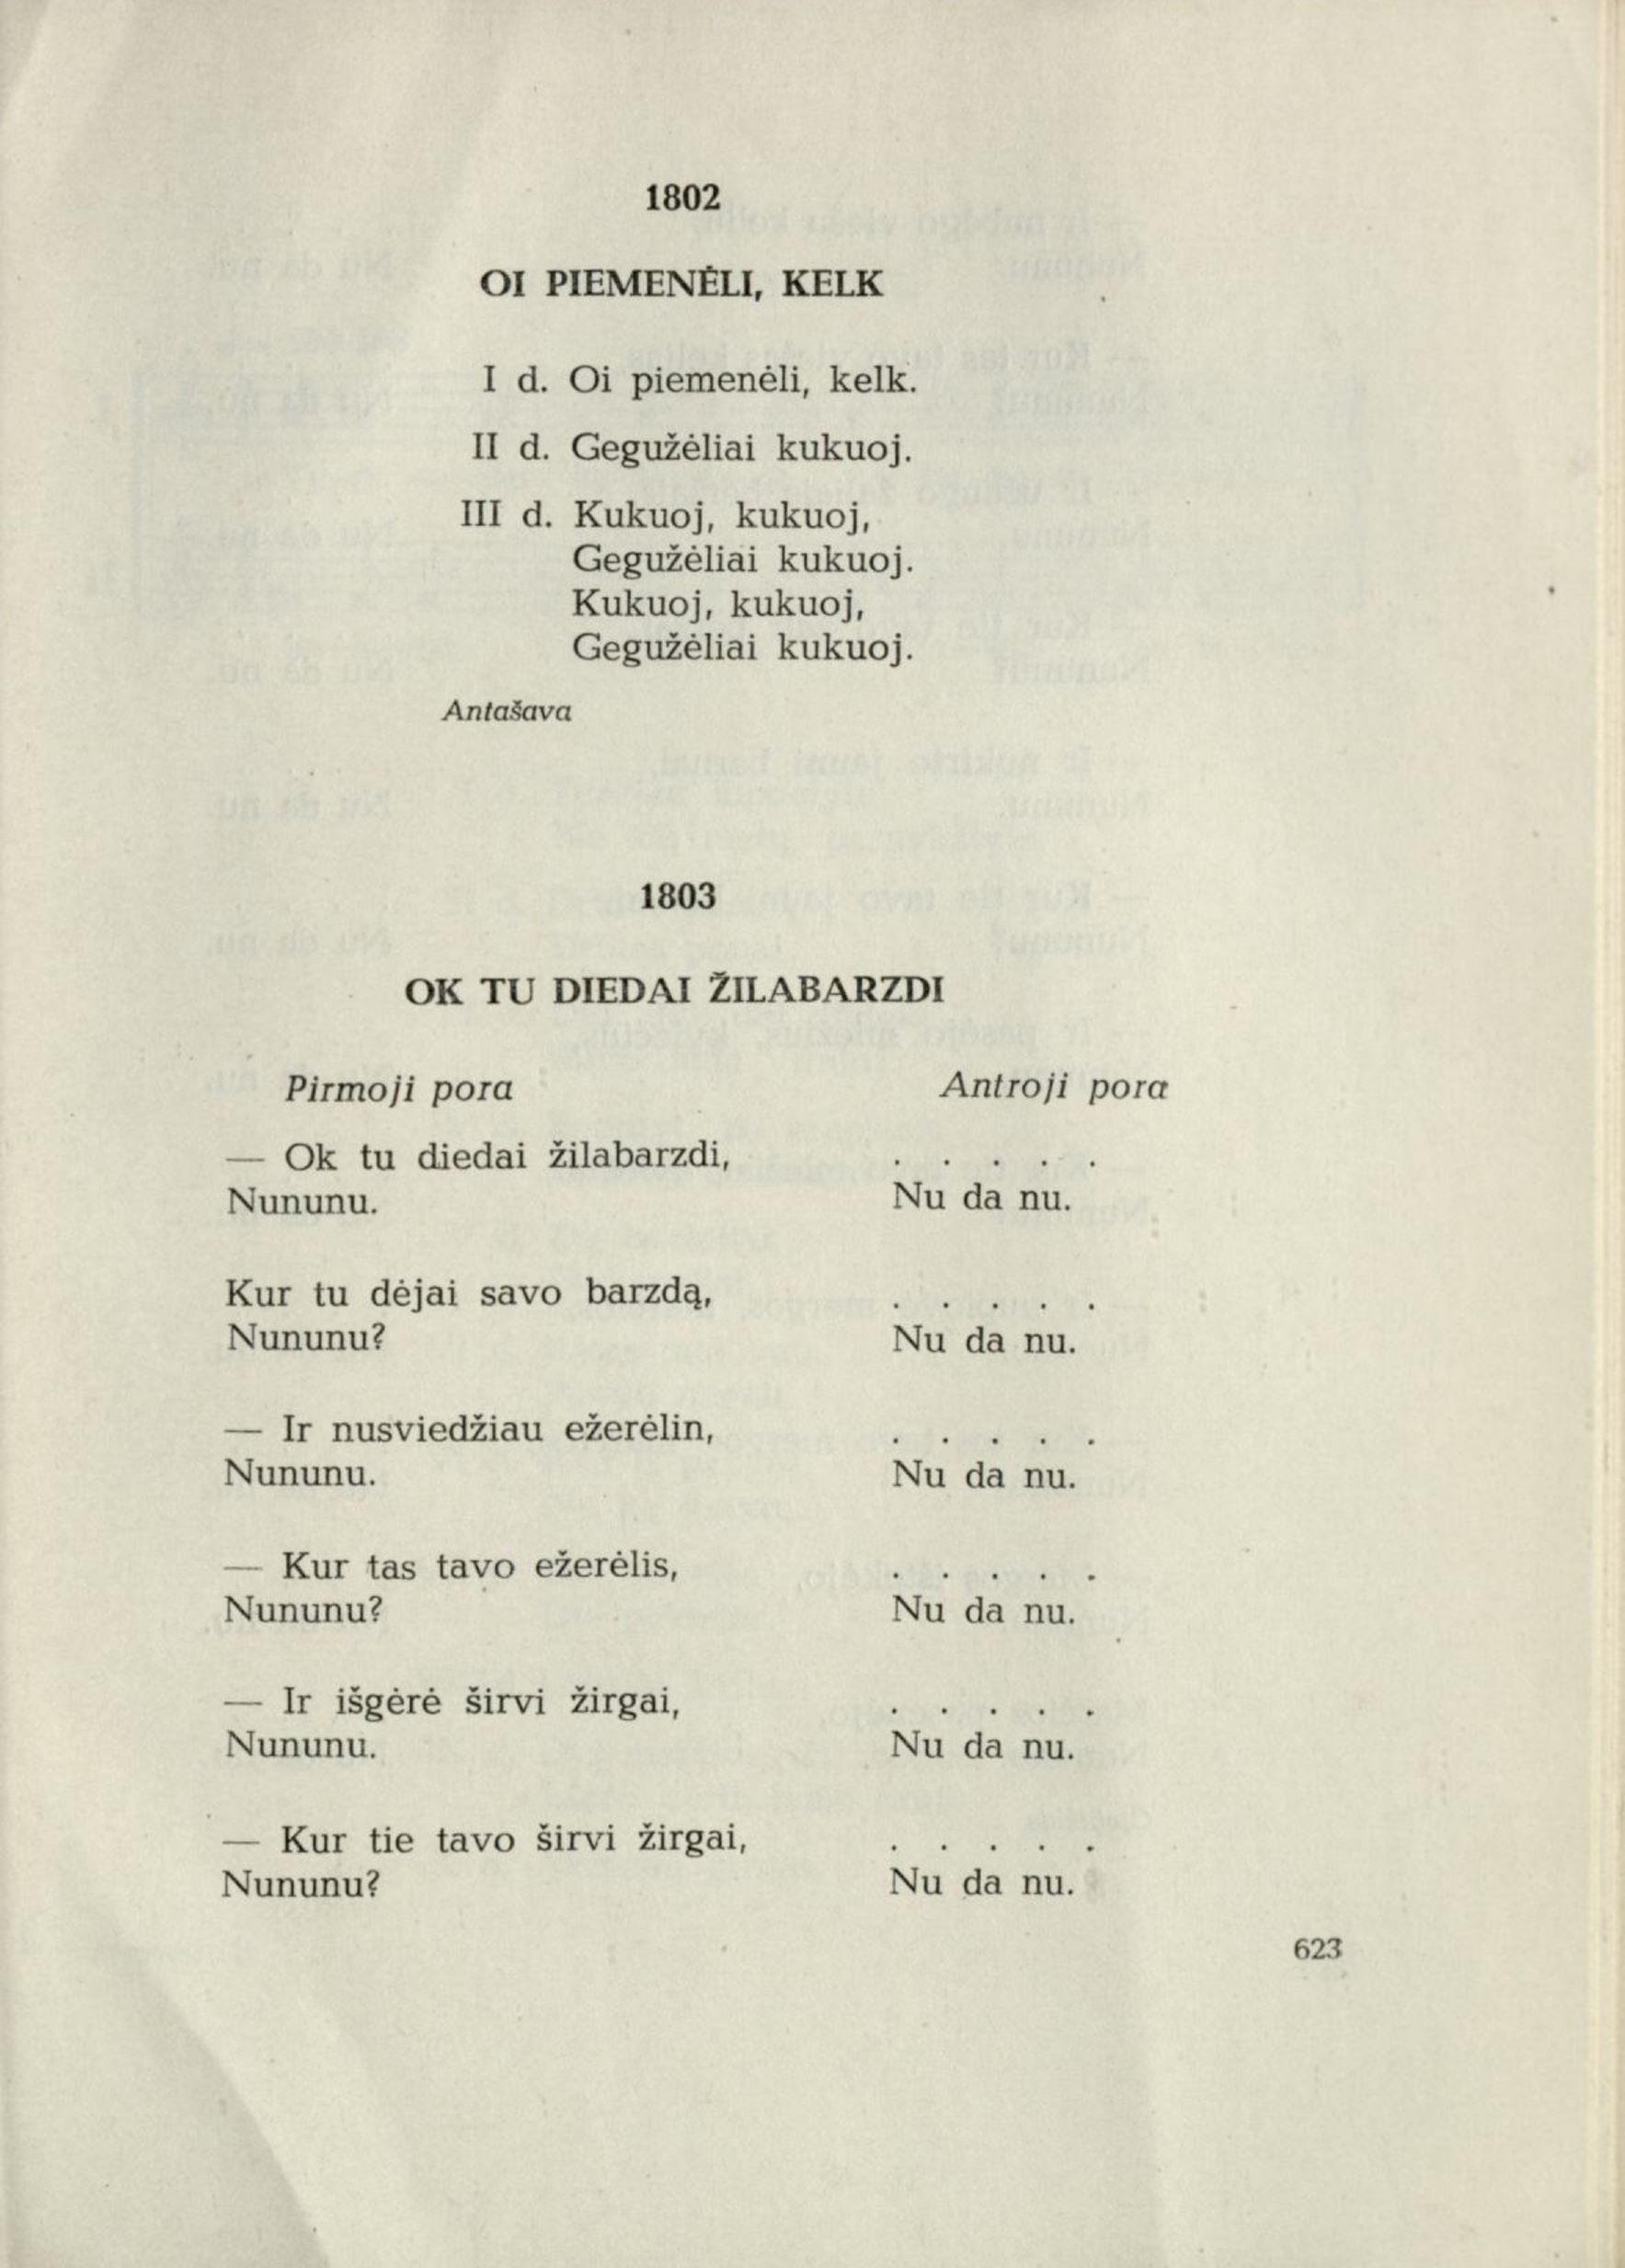 1802
OI PIEMENĖLI, KELK
I d. Oi piemenėli, kelk.
II d. Gegužėliai kukuoj.
III d. Kukuoj, kukuoj,
Gegužėliai kukuoj.
Kukuoj, kukuoj,
Gegužėliai kukuoj.
Antašava
1803
OK TU DIEDAI ŽILABARZDI
Pirmoji pora Antroji pora
— Ok tu diedai žilabarzdi, . . . . .
Nununu. Nu da nu.
Kur tu dėjai savo barzdą, . . . . .
Nununu? Nu da nu.
— Ir nusviedžiau ežerėlin, . . . . .
Nununu. Nu da nu.
— Kur tas tavo ežerėlis, . . . . .
Nununu? Nu da nu.
— Ir išgėrė širvi žirgai, . . . . .
Nununu. Nu da nu.
— Kur tie tavo širvi žirgai, . . . . .
Nununu? Nu da nu.
623